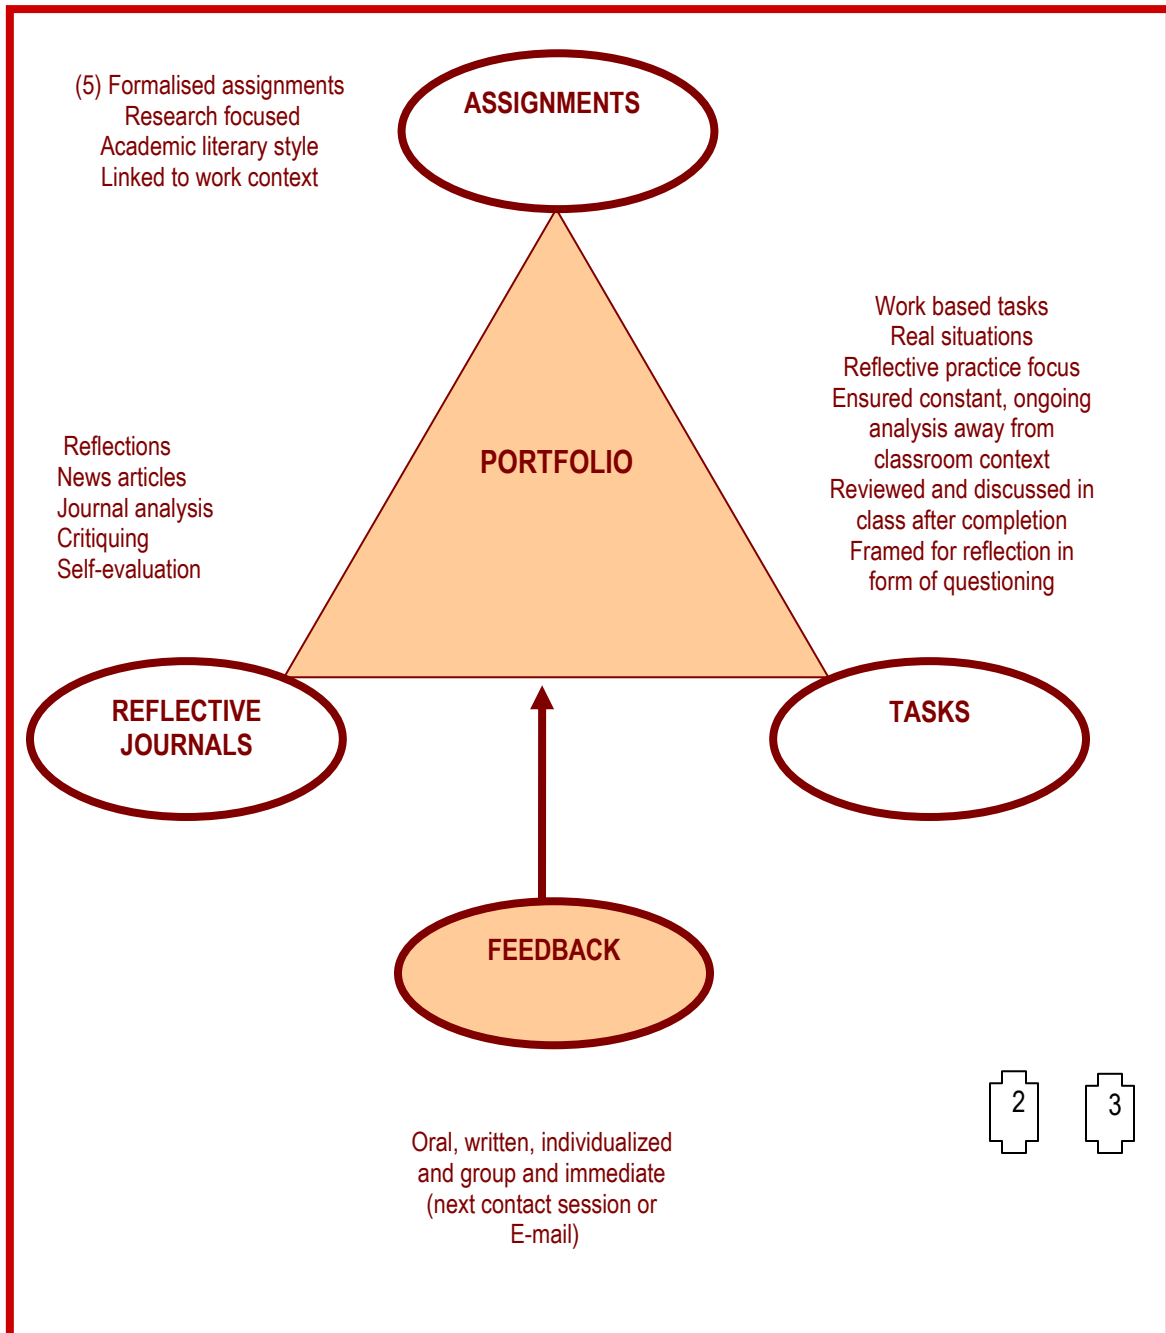 (5) Formalised assignments
Research focused
Academic literary style
Linked to work context
ASSIGNMENTS
Work based tasks
Real situations
Reflective practice focus
Ensured constant, ongoing
analysis away from
classroom context
Reviewed and discussed in
class after completion
Framed for reflection in
form of questioning
PORTFOLIO
Reflections
News articles
Journal analysis
Critiquing
Self-evaluation
REFLECTIVE
JOURNALS
TASKS
FEEDBACK
2
3
Oral, written, individualized
and group and immediate
(next contact session or
E-mail)